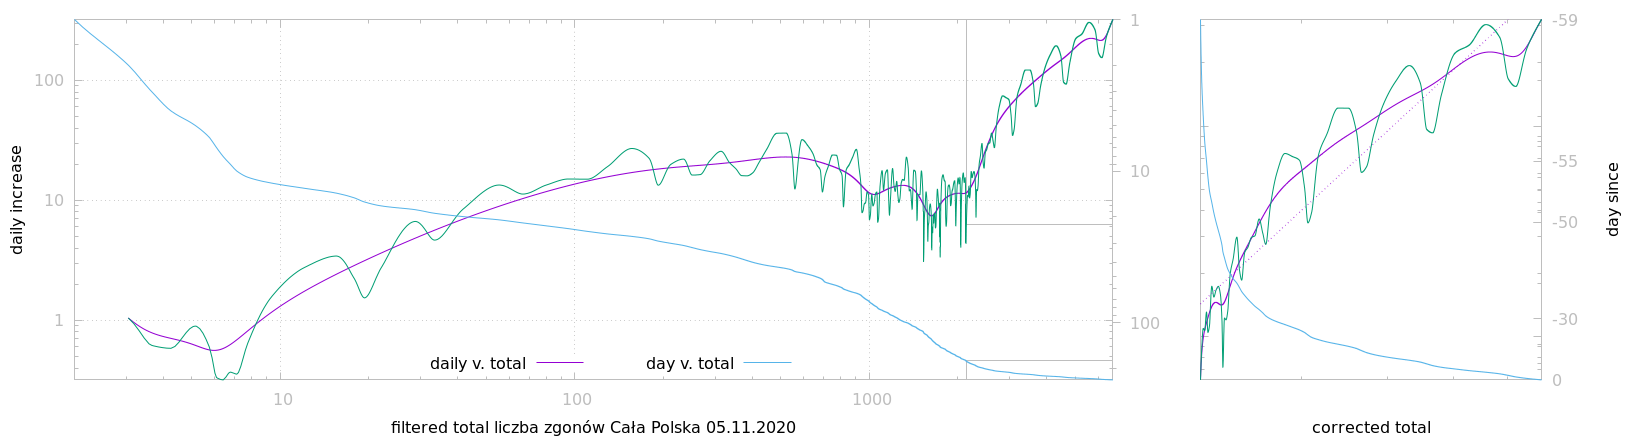 daily increase
100
10
1
10
100
1000
1
10
100
daily v. total
day v. total
filtered total liczba zgonów Cała Polska 05.11.2020
-59
-55
-50
-30
0
day since
corrected total